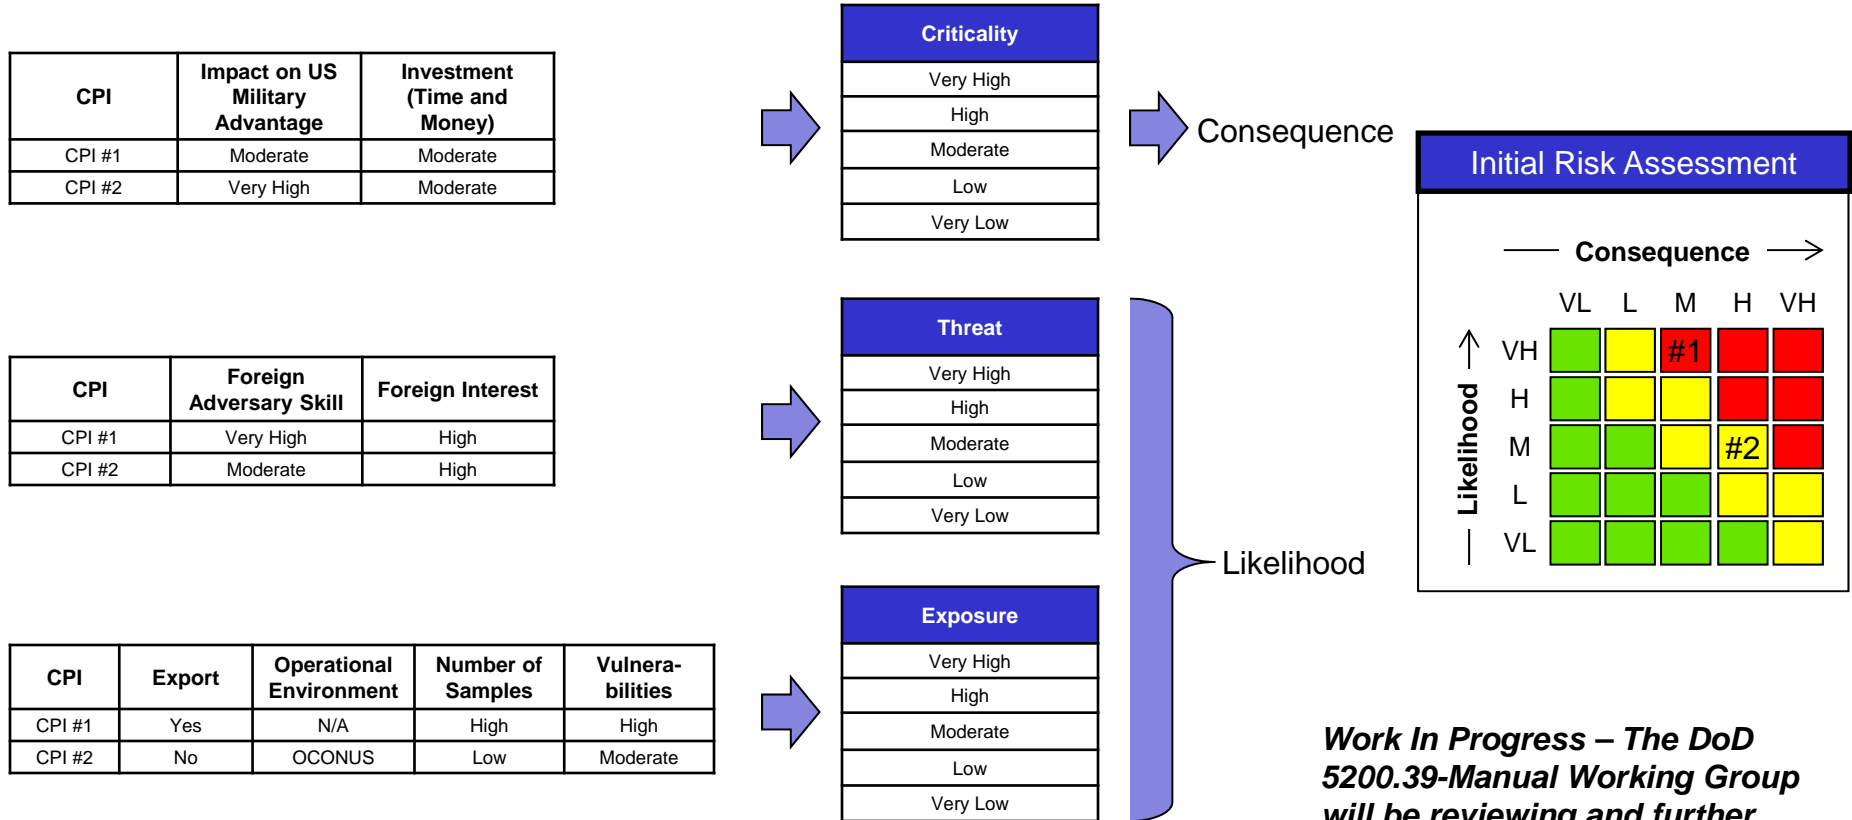 CPI
Impact on US
Military
Advantage
Investment
(Time and
Money)
CPI #1
Moderate
Moderate
CPI #2
Very High
Moderate
Criticality
Very High
High
Moderate
Low
Very Low
Consequence
CPI
Foreign
Adversary Skill
Foreign Interest
CPI #1
Very High
High
CPI #2
Moderate
High
Threat
Very High
High
Moderate
Low
Very Low
CPI
Export
Operational
Environment
Number of
Samples
Vulnera-
bilities
CPI #1
Yes
N/A
High
High
CPI #2
No
OCONUS
Low
Moderate
Exposure
Very High
High
Moderate
Low
Very Low
Likelihood
Initial Risk Assessment
Consequence
VL L M H VH
Likelihood
VH #1
H
M #2
L
VL
Work In Progress – The DoD
5200.39-Manual Working Group
will be reviewing and further